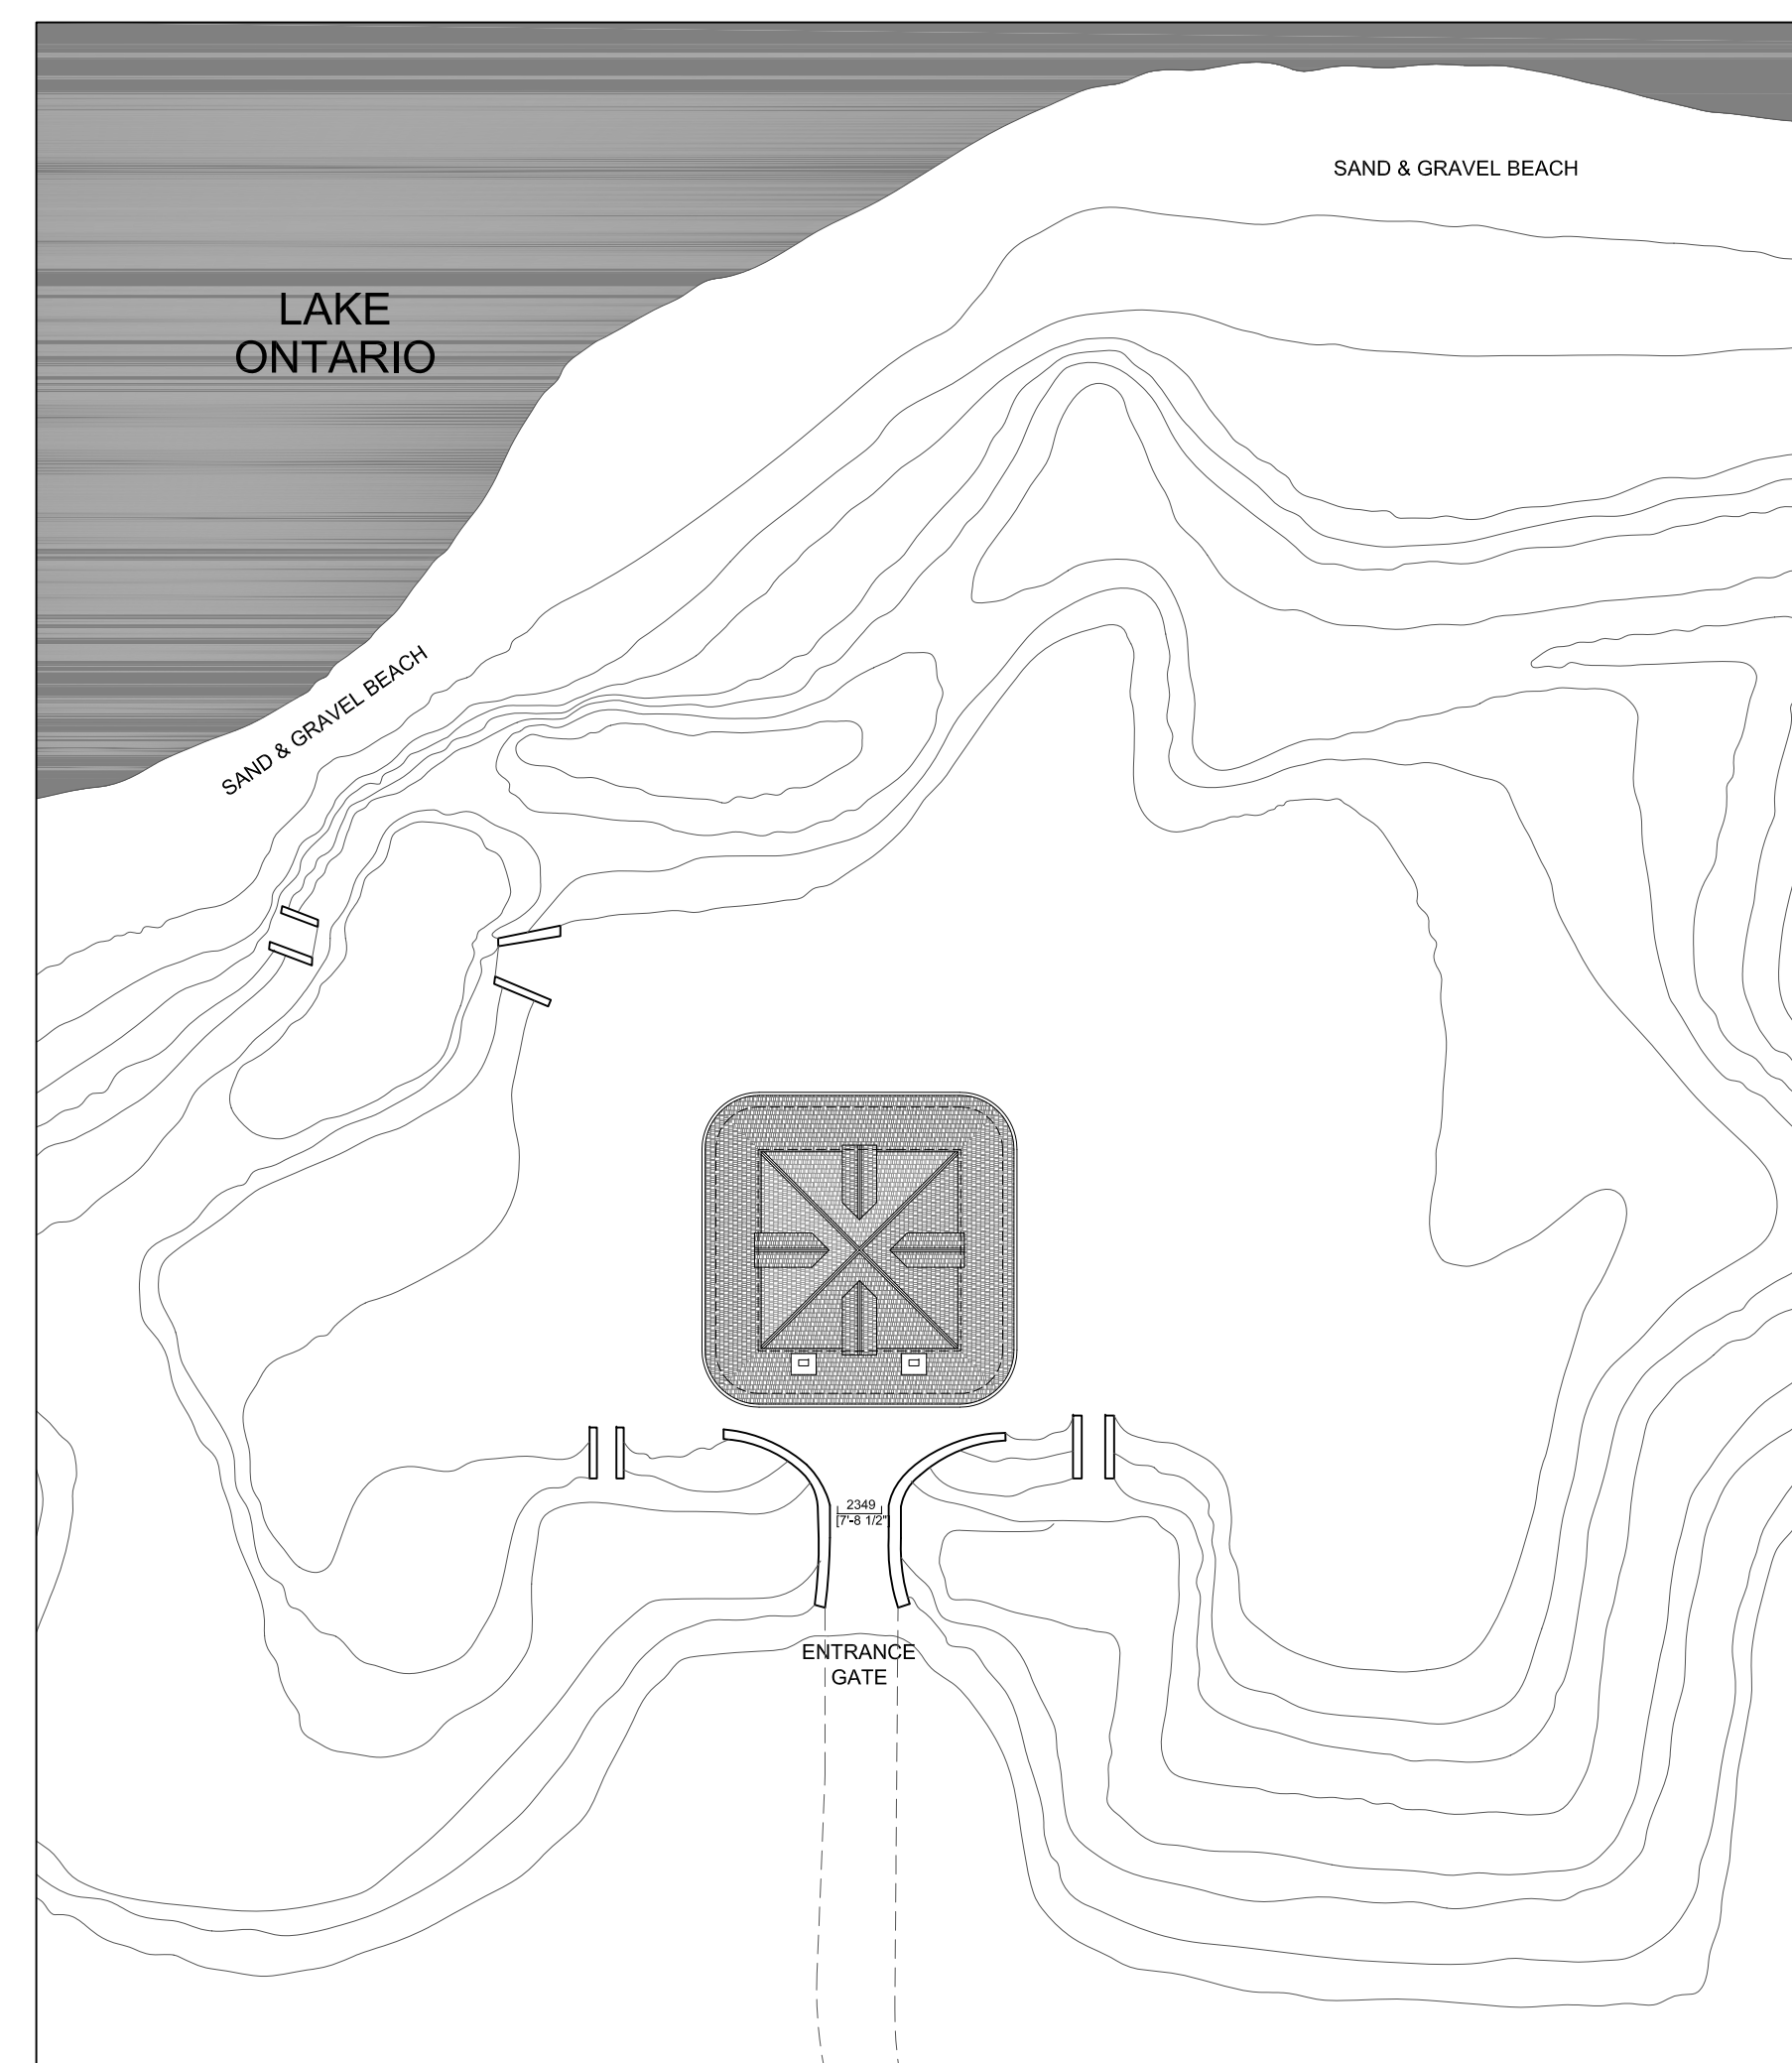 SAND & GRAVEL BEACH
LAKE
ONTARIO
SAND & GRAVEL BEACH
2349
[7'-8 1/2"]
ENTRANCE
GATE